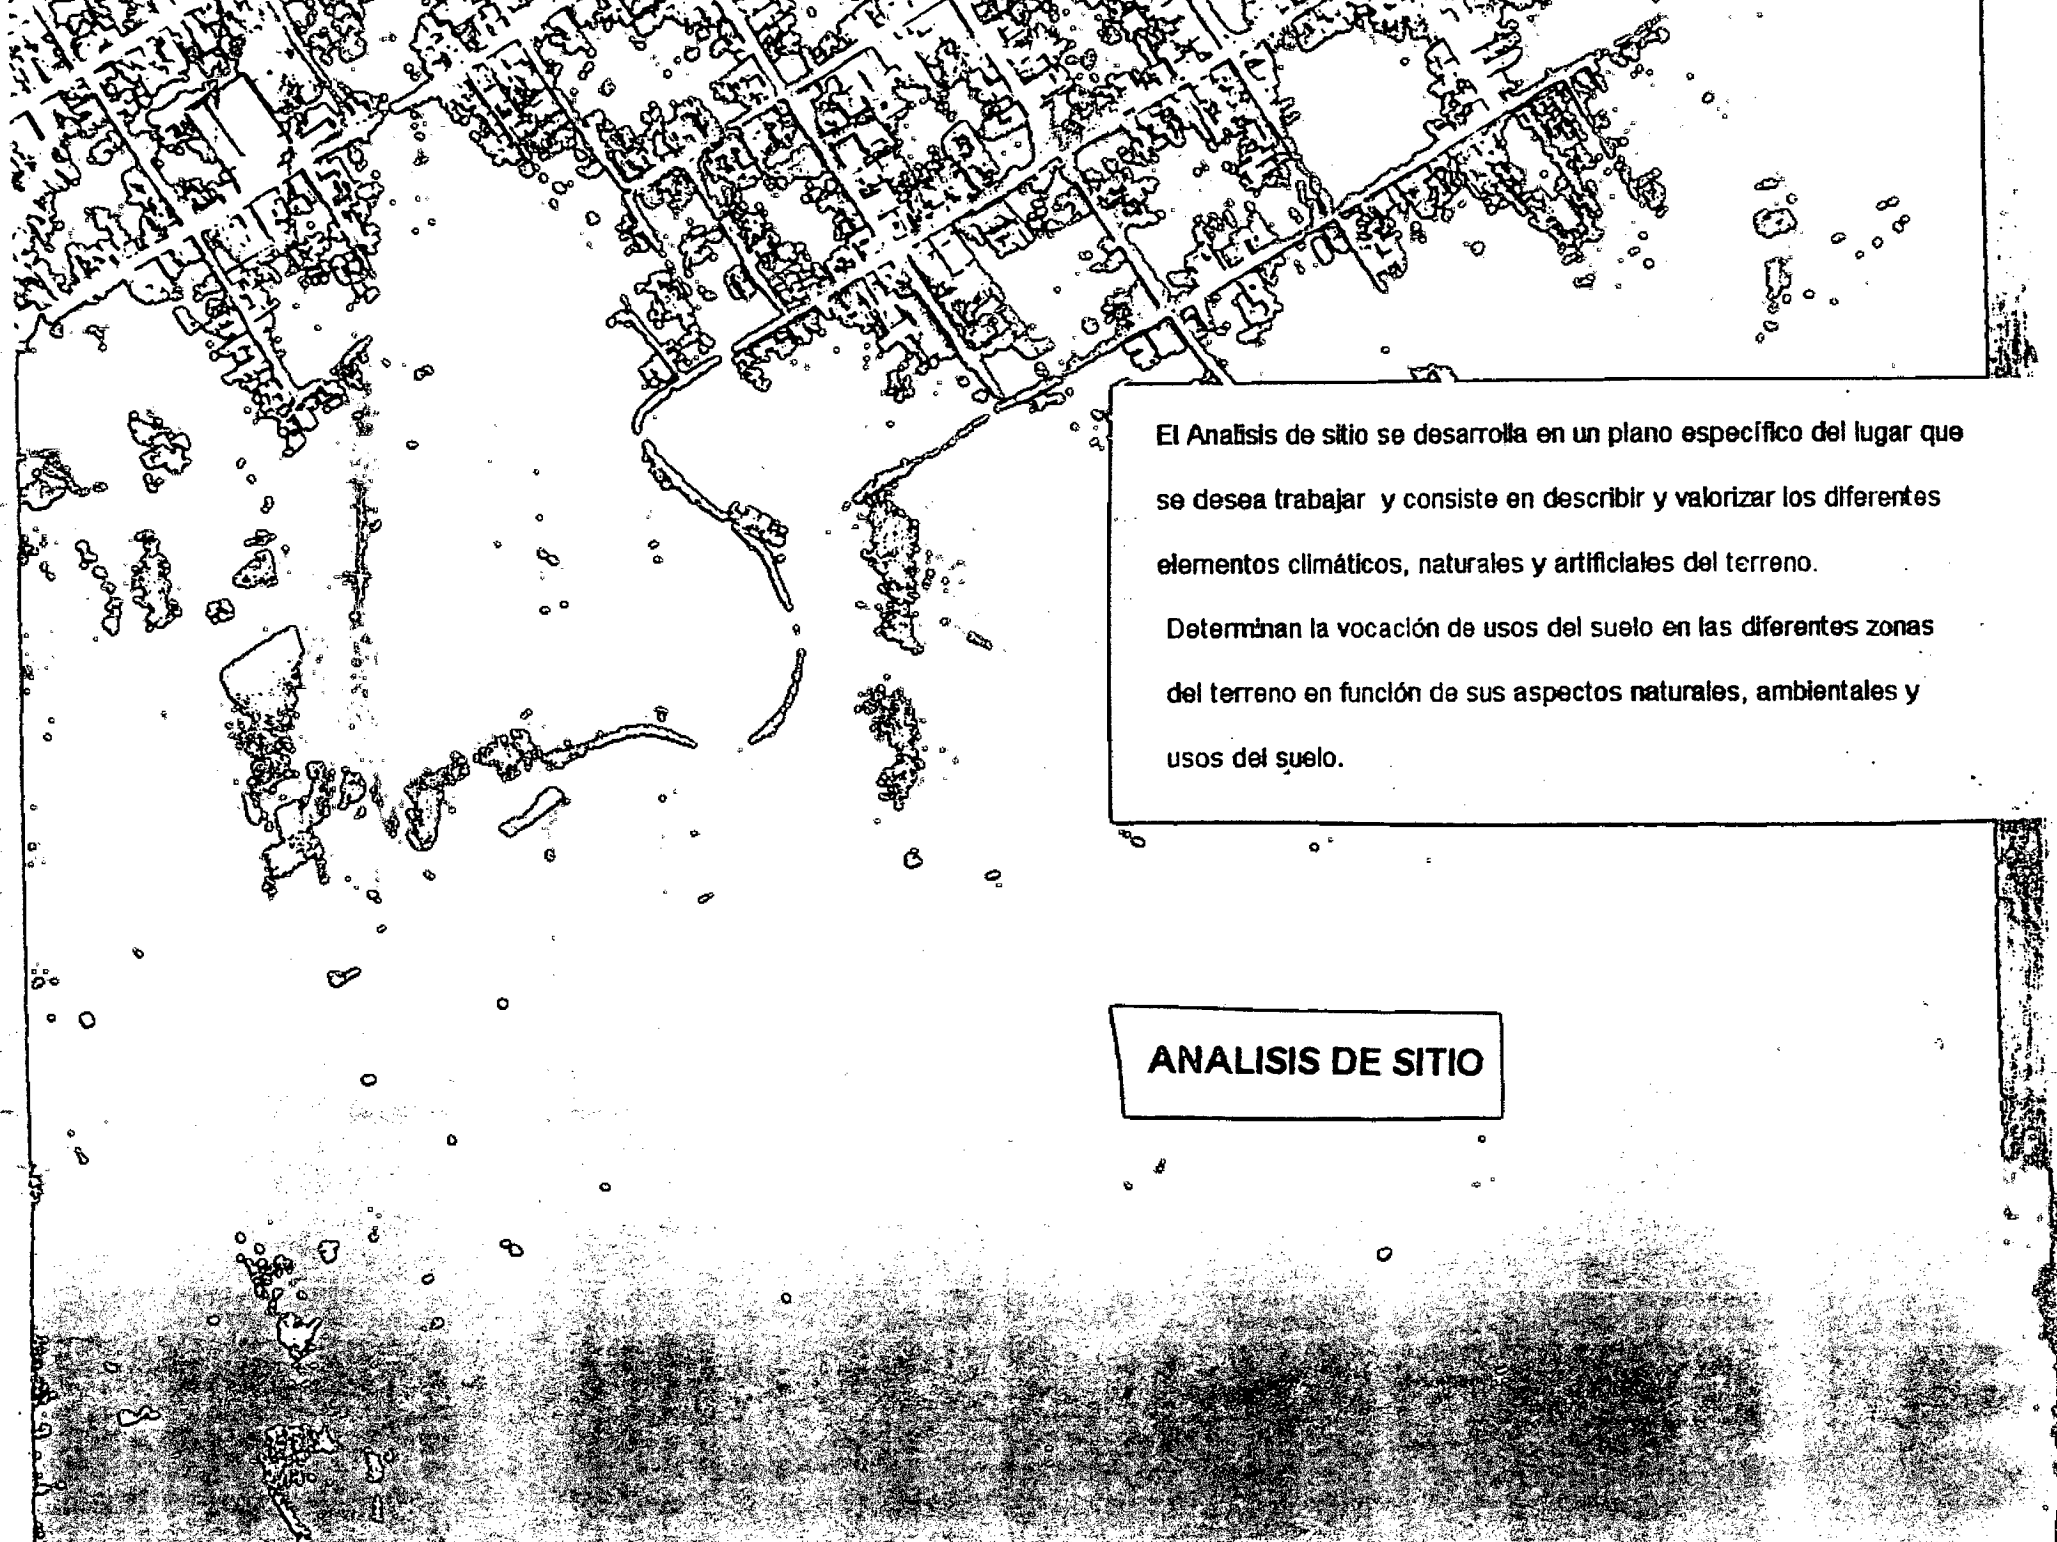 El Analisis de sitio se desarrolla en un plano específico del lugar que
se desea trabajar y consiste en describir y valorizar los diferentes
elementos climáticos, naturales y artificiales del terreno.
Determinan la vocación de usos del suelo en las diferentes zonas
del terreno en función de sus aspectos naturales, ambientales y
usos del suelo.
ANALISIS DE SITIO